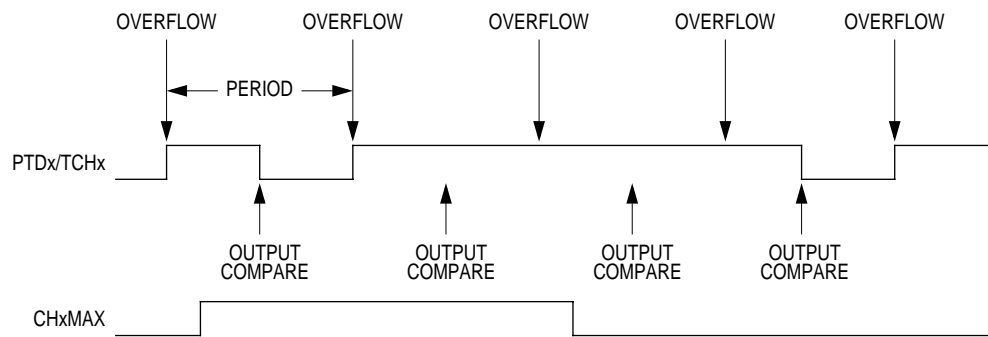 OVERFLOW OVERFLOW OVERFLOW OVERFLOW OVERFLOW
PERIOD
PTDx/TCHx
OUTPUT OUTPUT OUTPUT OUTPUT
COMPARE COMPARE COMPARE COMPARE
CHxMAX